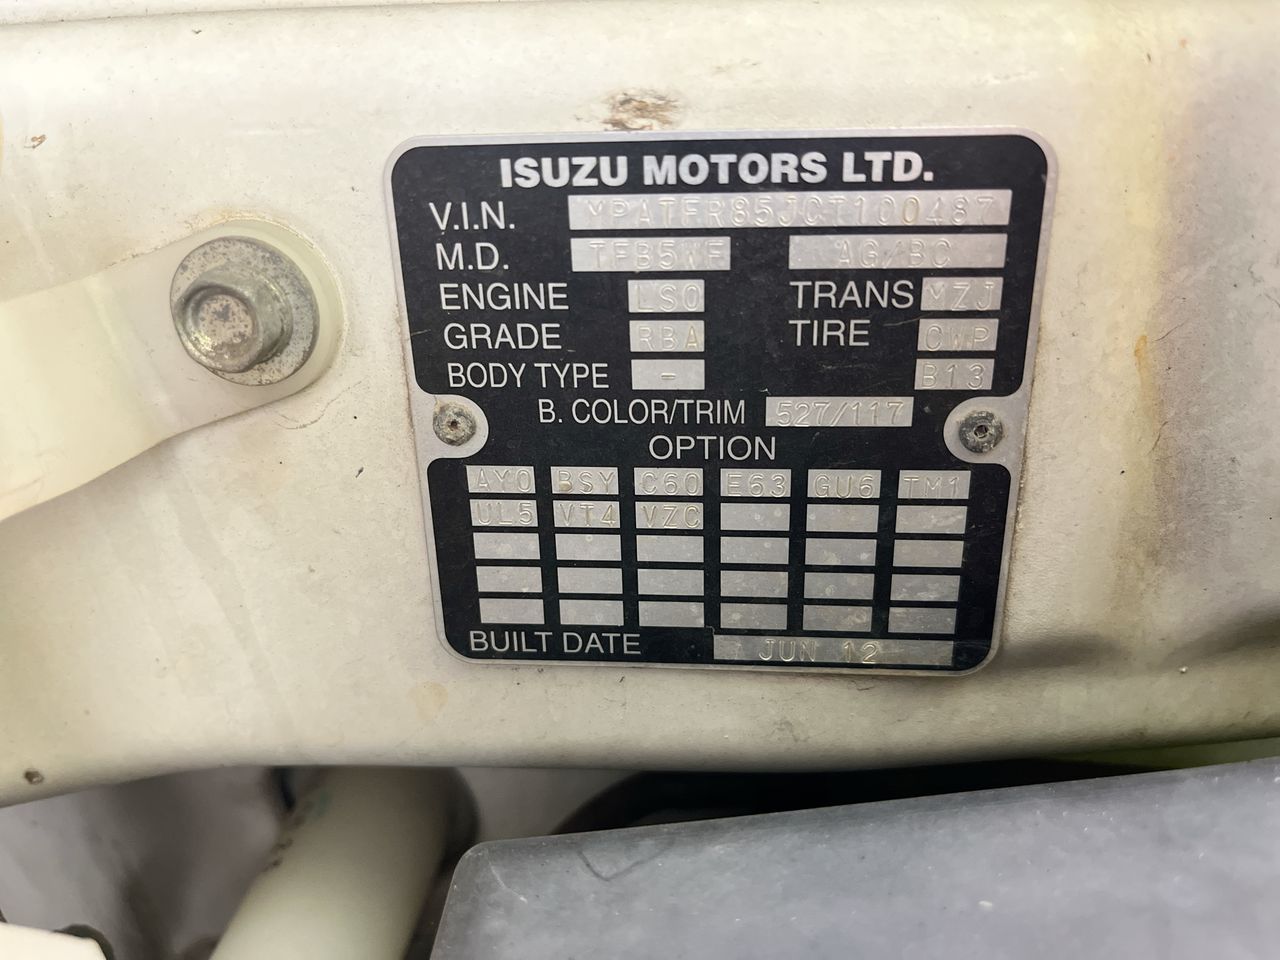 ISUZU MOTORS LTD.
V.I.N. MPATFR85JCT100487
M.D. TFB5WF AG/BC
ENGINE LS0 TRANS MZJ
GRADE RBA TIRE CWP
BODY TYPE - B13
B. COLOR/TRIM 527/117
OPTION
AY0 BSY C60 E63 GU6 TM1
UL5 VT4 VZC
BUILT DATE JUN 12